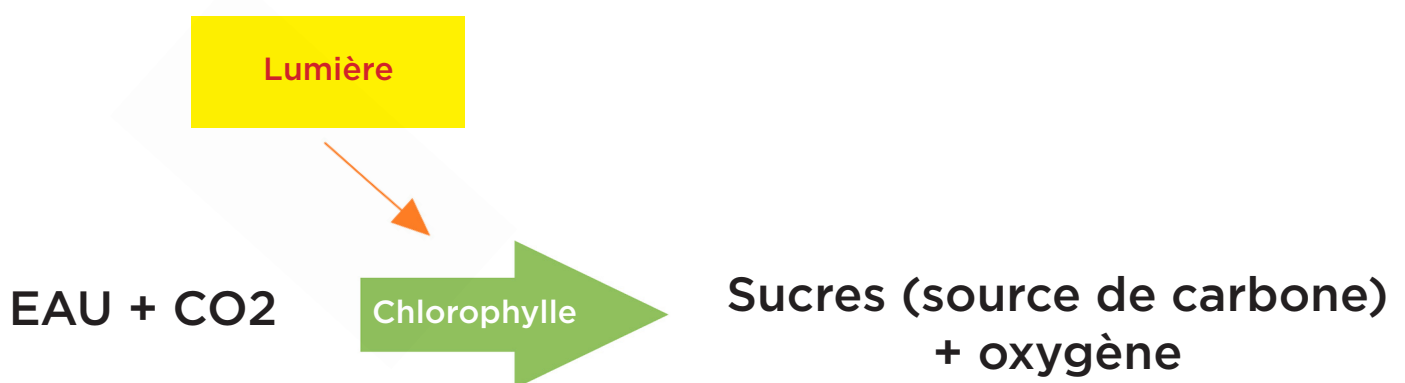 Lumière
EAU + CO2
Chlorophylle
Sucres (source de carbone)
+ oxygène